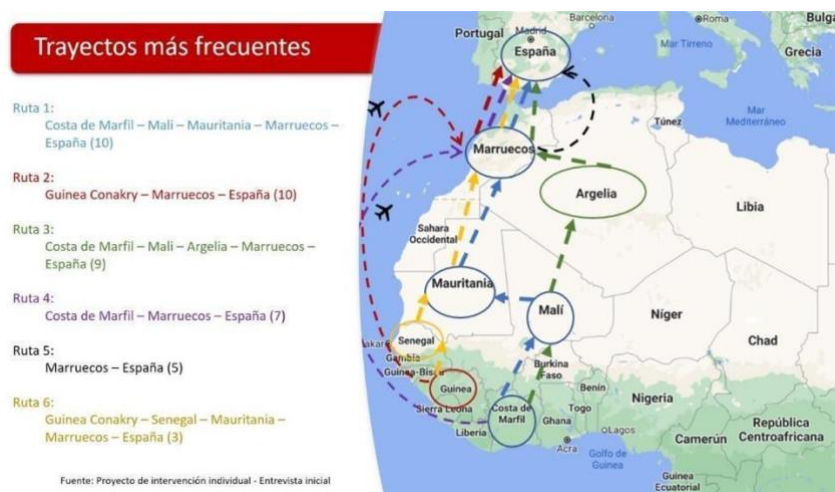 Trayectos más frecuentes
Ruta 1:
Costa de Marfil – Mali – Mauritania – Marruecos –
España (10)
Ruta 2:
Guinea Conakry – Marruecos – España (10)
Ruta 3:
Costa de Marfil – Mali – Argelia – Marruecos –
España (9)
Ruta 4:
Costa de Marfil – Marruecos – España (7)
Ruta 5:
Marruecos – España (5)
Ruta 6:
Guinea Conakry – Senegal – Mauritania –
Marruecos – España (3)
Fuente: Proyecto de intervención individual - Entrevista inicial
Portugal
Madrid
Barcelona
España
Roma
Mar Tirreno
Bulga
Grecia
Túnez
Mar
Mediterráneo
Marruecos
Argelia
Libia
Sahara
Occidental
Mauritania
Malí
Níger
Chad
Senegal
Dakar
Gambia
Guinea-Bisáu
Guinea
Burkina
Faso
Sierra Leona
Costa de
Marfil
Liberia
Ghana
Togo
Benín
Nigeria
Acra
Lagos
Golfo de
Guinea
Camerún
República
Centroafricana
Guinea
Ecuatorial